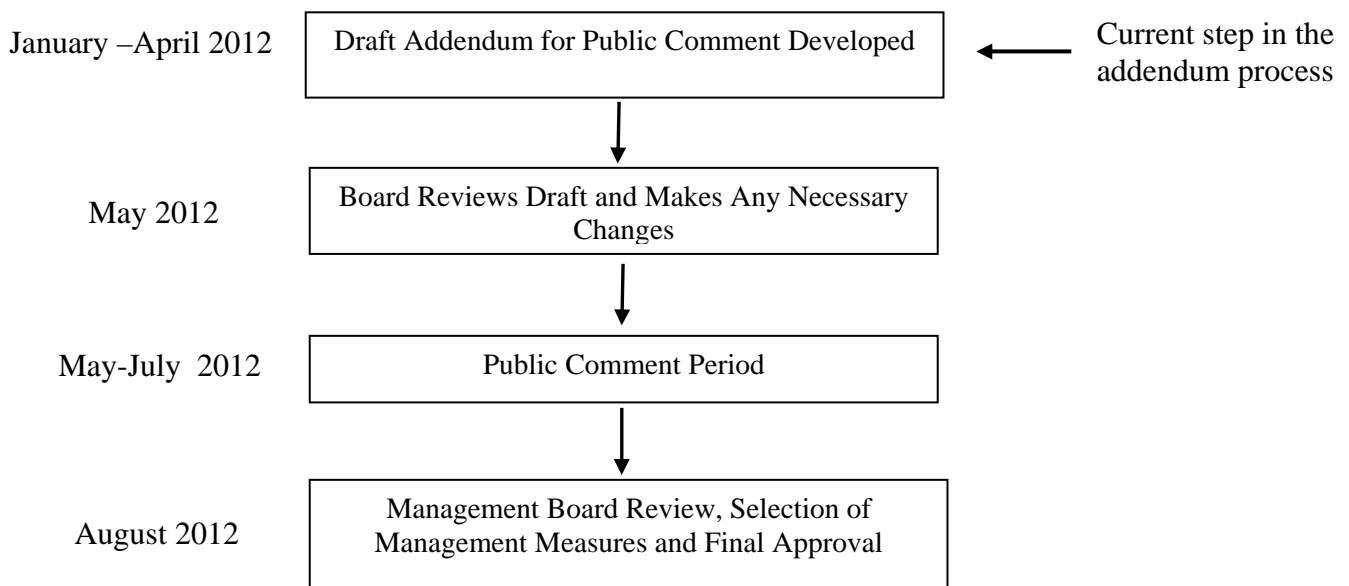 January –April 2012
Draft Addendum for Public Comment Developed
Current step in the
addendum process
May 2012
Board Reviews Draft and Makes Any Necessary
Changes
May-July  2012
Public Comment Period
August 2012
Management Board Review, Selection of
Management Measures and Final Approval